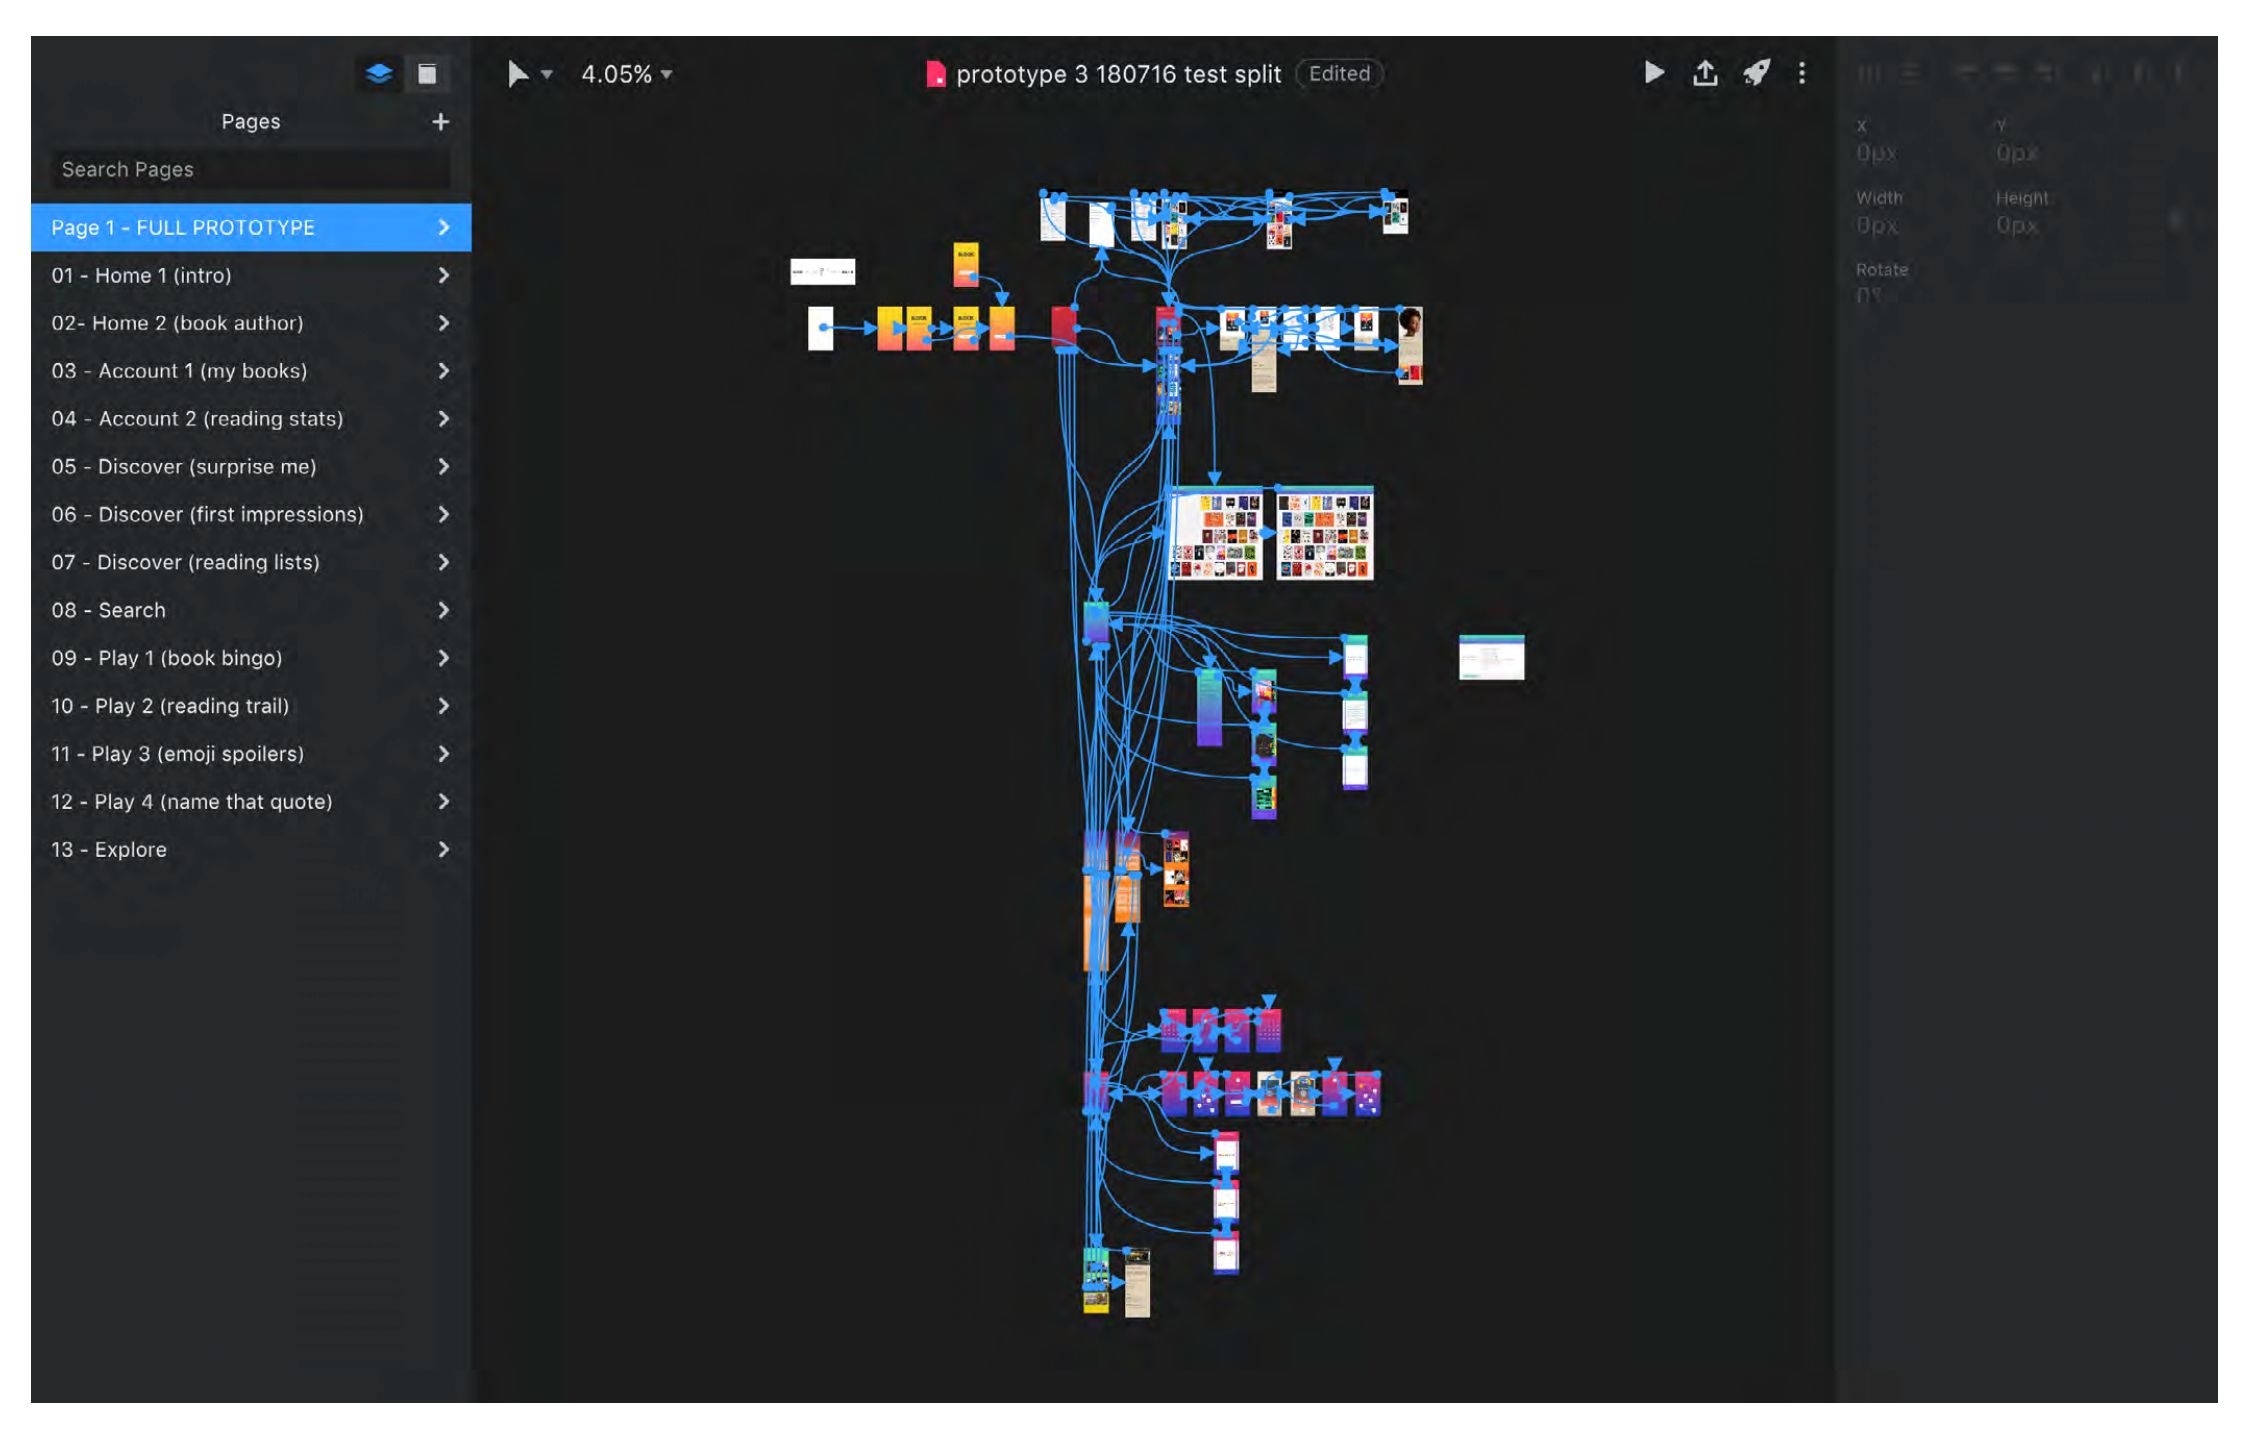 4.05%
prototype 3 180716 test split
Edited
Pages
+
Search Pages
Page 1 - FULL PROTOTYPE
01 - Home 1 (intro)
02- Home 2 (book author)
03 - Account 1 (my books)
04 - Account 2 (reading stats)
05 - Discover (surprise me)
06 - Discover (first impressions)
07 - Discover (reading lists)
08 - Search
09 - Play 1 (book bingo)
10 - Play 2 (reading trail)
11 - Play 3 (emoji spoilers)
12 - Play 4 (name that quote)
13 - Explore
X
Y
0px
0px
Width
Height
0px
0px
Rotate